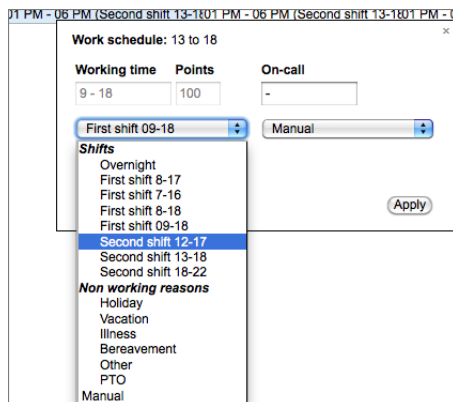 01 PM - 06 PM (Second shift 13-1801 PM - 06 PM (Second shift 13-1801 PM - 0
×
Work schedule: 13 to 18
Working time Points On-call
9 - 18 100 -
First shift 09-18 Manual
Shifts
Overnight
First shift 8-17
First shift 7-16
First shift 8-18
First shift 09-18
Apply
Second shift 12-17
Second shift 13-18
Second shift 18-22
Non working reasons
Holiday
Vacation
Illness
Bereavement
Other
PTO
Manual